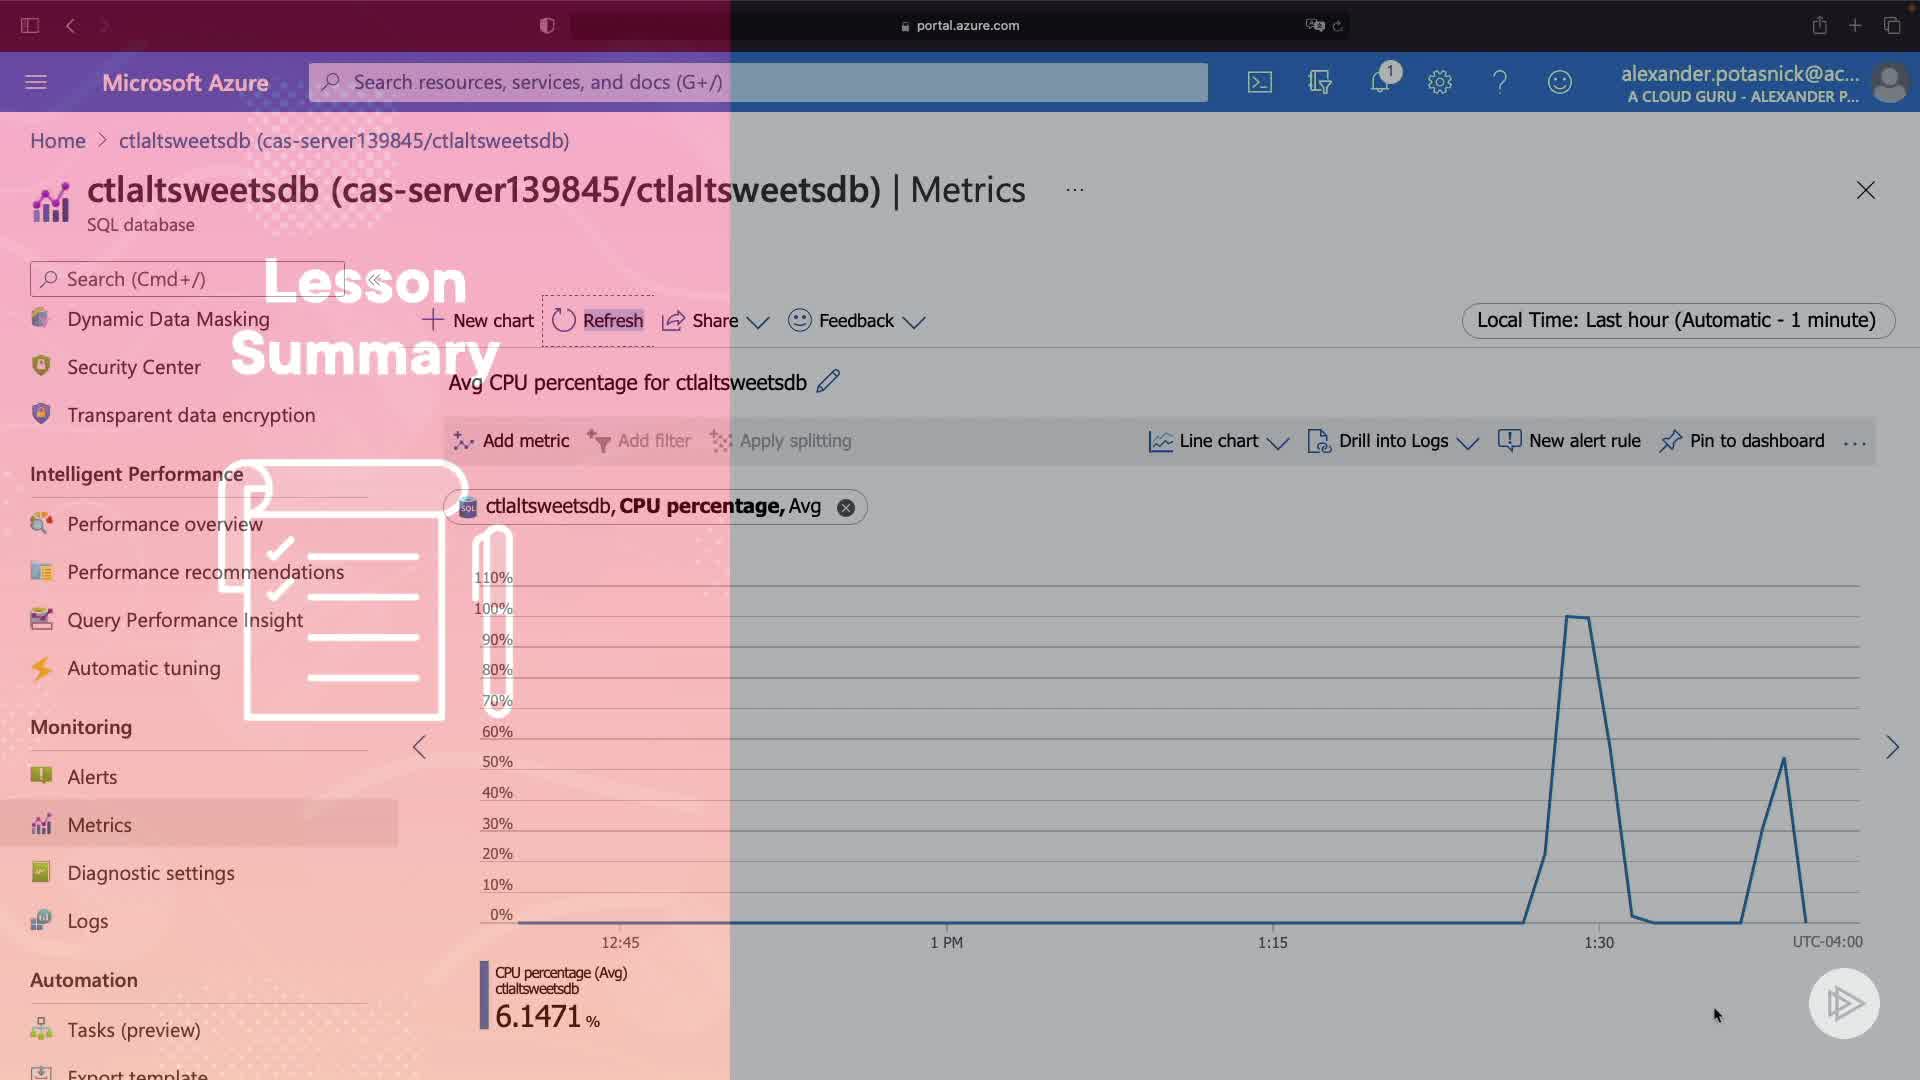 portal.azure.com
Microsoft Azure
Search resources, services, and docs (G+/)
1
alexander.potasnick@ac...
A CLOUD GURU - ALEXANDER P...
Home > ctlaltsweetsdb (cas-server139845/ctlaltsweetsdb)
ctlaltsweetsdb (cas-server139845/ctlaltsweetsdb) | Metrics ...
SQL database
Lesson
Summary
Search (Cmd+/)
Dynamic Data Masking
Security Center
Transparent data encryption
Intelligent Performance
Performance overview
Performance recommendations
Query Performance Insight
Automatic tuning
Monitoring
Alerts
Metrics
Diagnostic settings
Logs
Automation
Tasks (preview)
Export template
New chart Refresh Share Feedback
Local Time: Last hour (Automatic - 1 minute)
Avg CPU percentage for ctlaltsweetsdb
Add metric Add filter Apply splitting Line chart Drill into Logs New alert rule Pin to dashboard ...
SQL ctlaltsweetsdb, CPU percentage, Avg
110%
100%
90%
80%
70%
60%
50%
40%
30%
20%
10%
0%
12:45 1 PM 1:15 1:30 UTC-04:00
CPU percentage (Avg)
ctlaltsweetsdb
6.1471 %